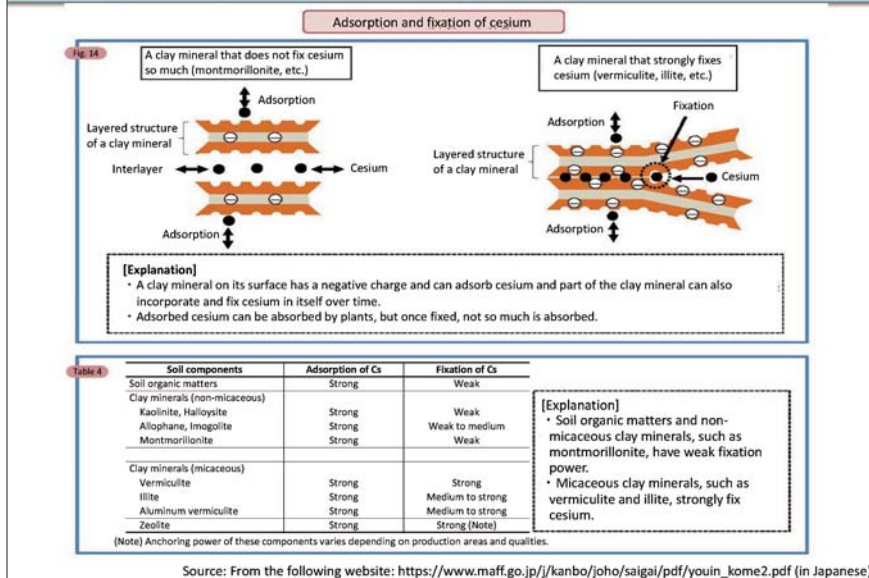 Adsorption and fixation of cesium
Fig. 14
A clay mineral that does not fix cesium
so much (montmorillonite, etc.)
Adsorption
Layered structure
of a clay mineral
Interlayer
Cesium
Adsorption
A clay mineral that strongly fixes
cesium (vermiculite, illite, etc.)
Fixation
Adsorption
Layered structure
of a clay mineral
Cesium
Adsorption
[Explanation]
・ A clay mineral on its surface has a negative charge and can adsorb cesium and part of the clay mineral can also
incorporate and fix cesium in itself over time.
・ Adsorbed cesium can be absorbed by plants, but once fixed, not so much is absorbed.
Table 4
Soil components Adsorption of Cs Fixation of Cs
Soil organic matters Strong Weak
Clay minerals (non-micaceous)
Kaolinite, Halloysite Strong Weak
Allophane, Imogolite Strong Weak to medium
Montmorillonite Strong Weak
Clay minerals (micaceous)
Vermiculite Strong Strong
Illite Strong Medium to strong
Aluminum vermiculite Strong Medium to strong
Zeolite Strong Strong (Note)
(Note) Anchoring power of these components varies depending on production areas and qualities.
[Explanation]
・ Soil organic matters and non-
micaceous clay minerals, such as
montmorillonite, have weak fixation
power.
・ Micaceous clay minerals, such as
vermiculite and illite, strongly fix
cesium.
Source: From the following website: https://www.maff.go.jp/j/kanbo/joho/saigai/pdf/youin_kome2.pdf (in Japanese)